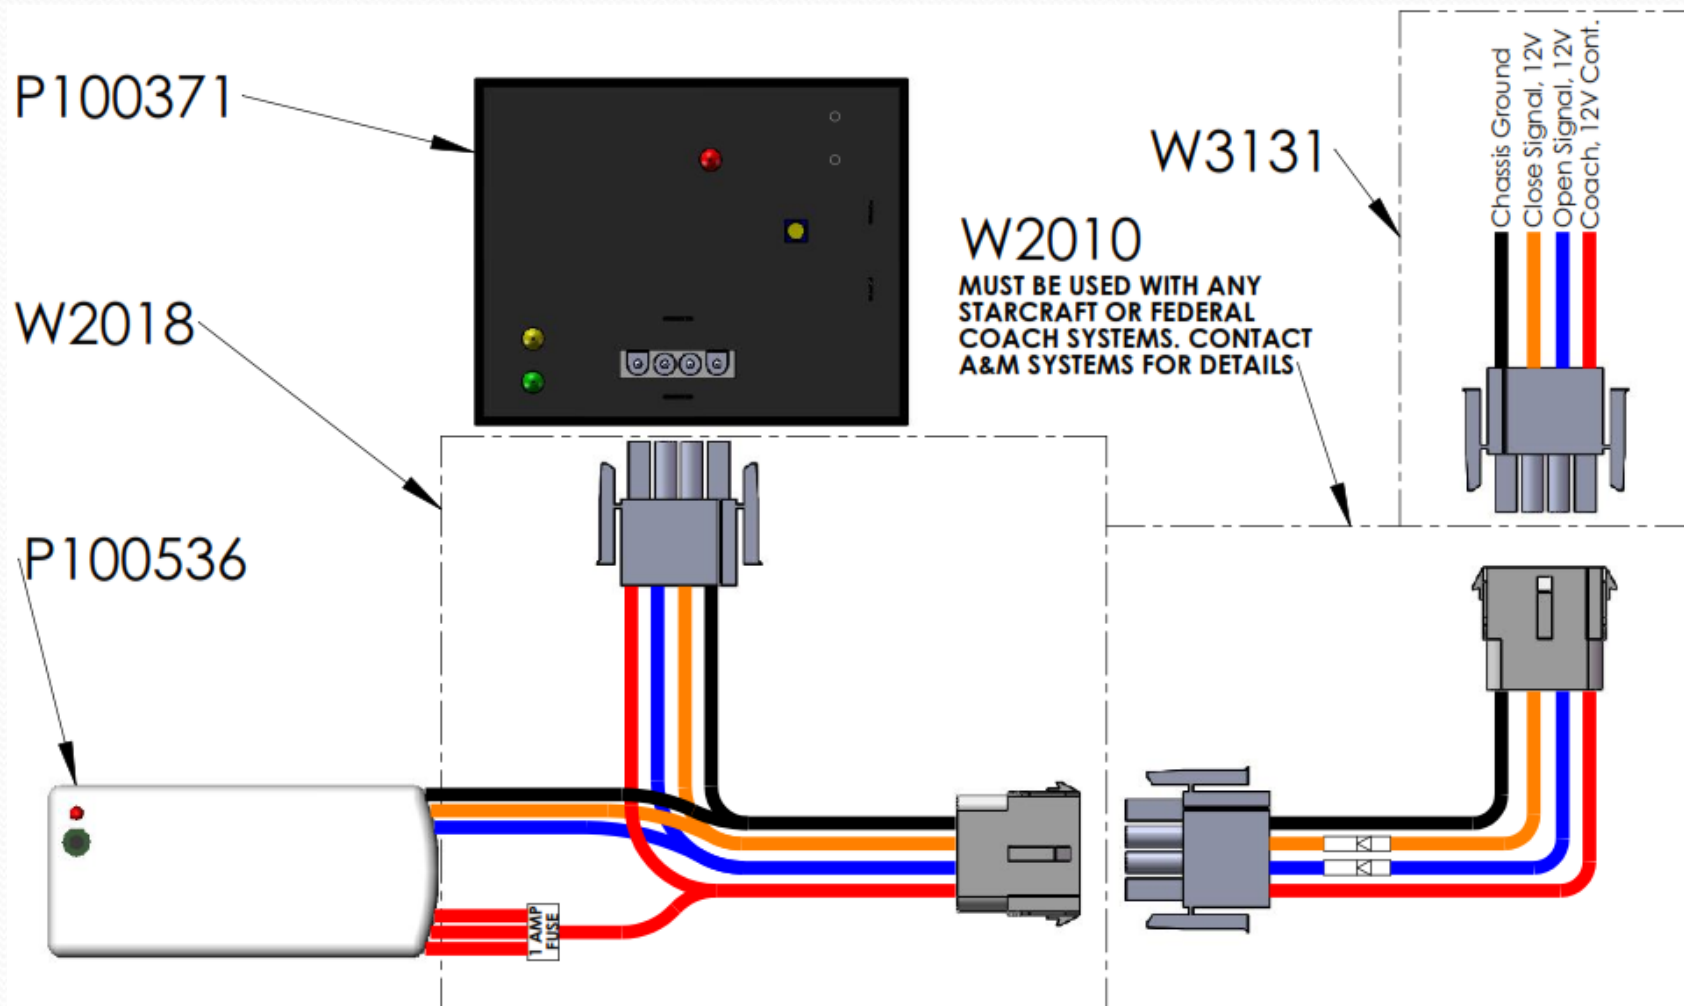 P100371
W2018
P100536
W3131
W2010
MUST BE USED WITH ANY
STARCRAFT OR FEDERAL
COACH SYSTEMS. CONTACT
A&M SYSTEMS FOR DETAILS
Chassis Ground
Close Signal, 12V
Open Signal, 12V
Coach, 12V Cont.
1 AMP
FUSE